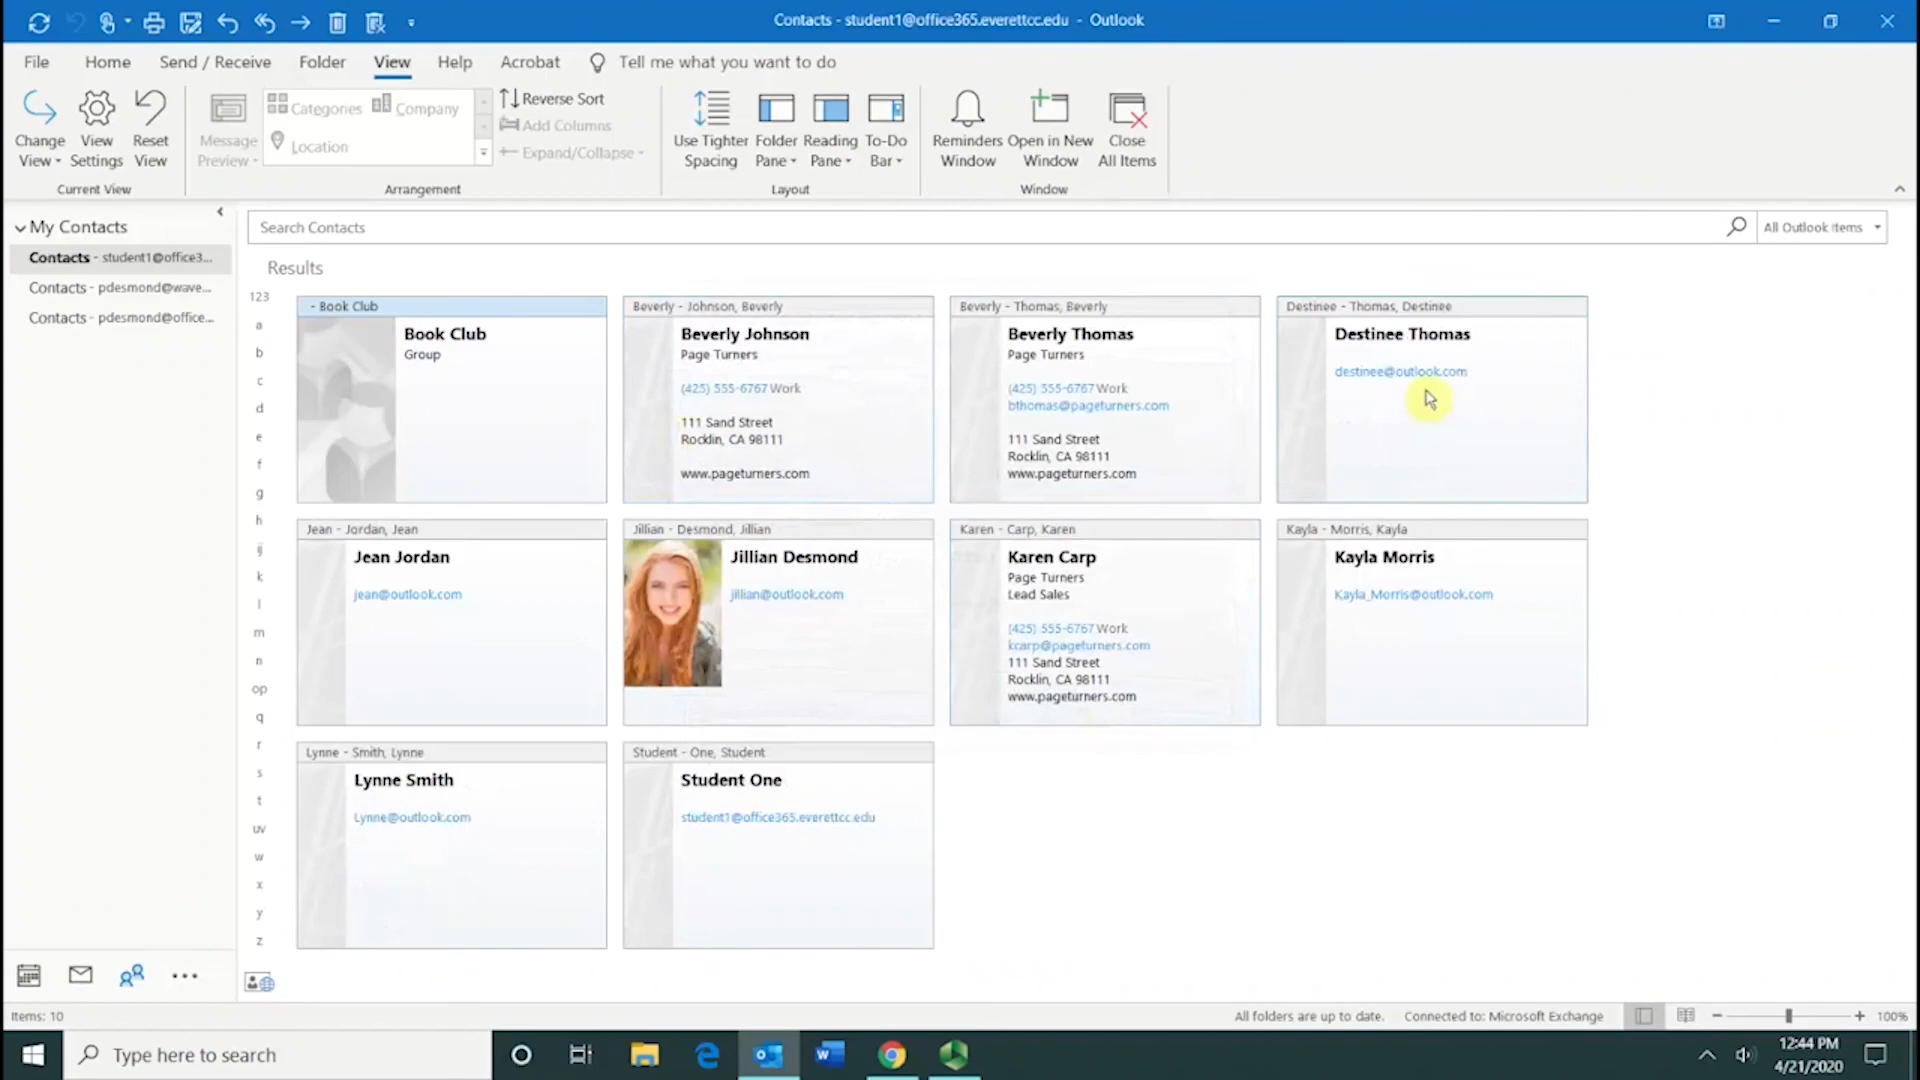 Contacts - student1@office365.everettcc.edu - Outlook
File Home Send / Receive Folder View Help Acrobat Tell me what you want to do
Change View
View Settings
Reset View
Current View
Message Preview
Categories Company
Location
Reverse Sort
Add Columns
Expand/Collapse
Arrangement
Use Tighter Spacing
Folder Pane
Reading Pane
To-Do Bar
Layout
Reminders Window
Open in New Window
Close All Items
Window
My Contacts
Contacts - student1@office3...
Contacts - pdesmond@wave...
Contacts - pdesmond@office...
Search Contacts
All Outlook Items
Results
123
a
b
c
d
e
f
g
h
ij
k
l
m
n
op
q
r
s
t
uv
w
x
y
z
- Book Club
Book Club
Group
Beverly - Johnson, Beverly
Beverly Johnson
Page Turners
(425) 555-6767 Work
111 Sand Street
Rocklin, CA 98111
www.pageturners.com
Beverly - Thomas, Beverly
Beverly Thomas
Page Turners
(425) 555-6767 Work
bthomas@pageturners.com
111 Sand Street
Rocklin, CA 98111
www.pageturners.com
Destinee - Thomas, Destinee
Destinee Thomas
destinee@outlook.com
Jean - Jordan, Jean
Jean Jordan
jean@outlook.com
Jillian - Desmond, Jillian
Jillian Desmond
jillian@outlook.com
Karen - Carp, Karen
Karen Carp
Page Turners
Lead Sales
(425) 555-6767 Work
kcarp@pageturners.com
111 Sand Street
Rocklin, CA 98111
www.pageturners.com
Kayla - Morris, Kayla
Kayla Morris
Kayla_Morris@outlook.com
Lynne - Smith, Lynne
Lynne Smith
Lynne@outlook.com
Student - One, Student
Student One
student1@office365.everettcc.edu
Items: 10
All folders are up to date. Connected to: Microsoft Exchange
100%
Type here to search
12:44 PM
4/21/2020